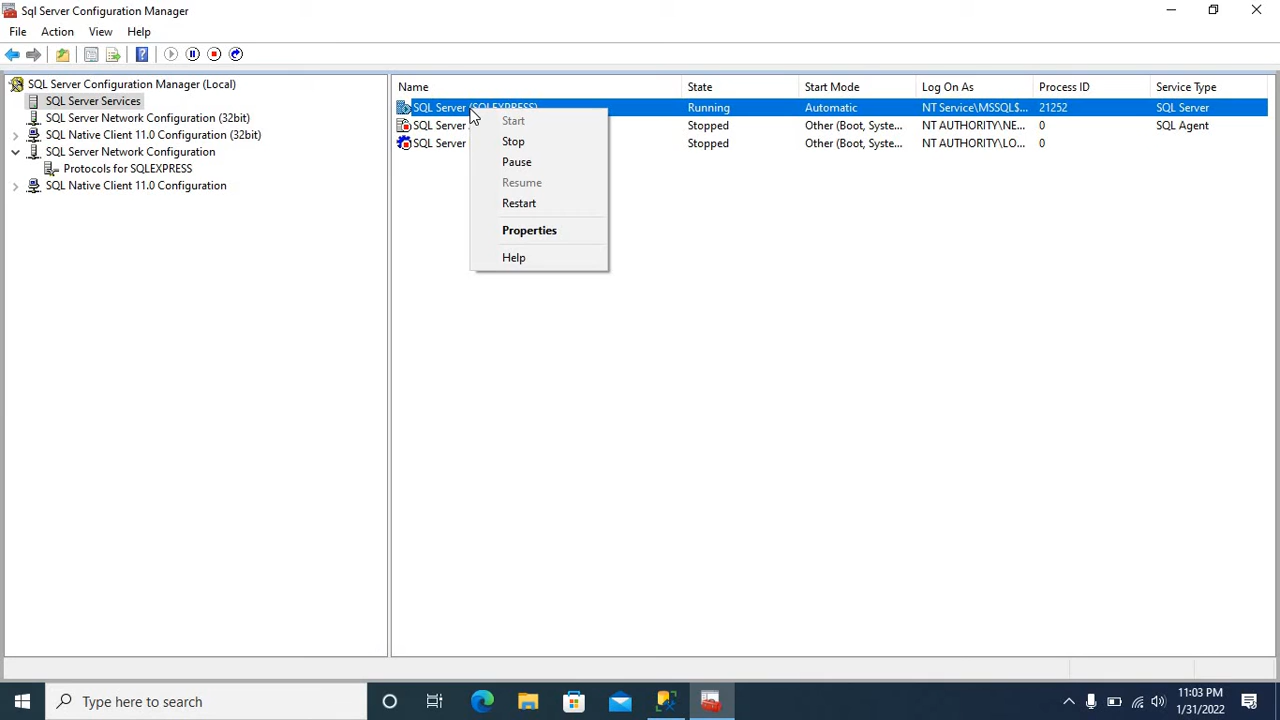 Sql Server Configuration Manager
File Action View Help
SQL Server Configuration Manager (Local)
SQL Server Services
SQL Server Network Configuration (32bit)
SQL Native Client 11.0 Configuration (32bit)
SQL Server Network Configuration
Protocols for SQLEXPRESS
SQL Native Client 11.0 Configuration
Name State Start Mode Log On As Process ID Service Type
SQL Server (SQLEXPRESS) Running Automatic NT Service\MSSQL$... 21252 SQL Server
SQL Server Stopped Other (Boot, Syste... NT AUTHORITY\NE... 0 SQL Agent
SQL Server Stopped Other (Boot, Syste... NT AUTHORITY\LO... 0
Start
Stop
Pause
Resume
Restart
Properties
Help
Type here to search
11:03 PM
1/31/2022